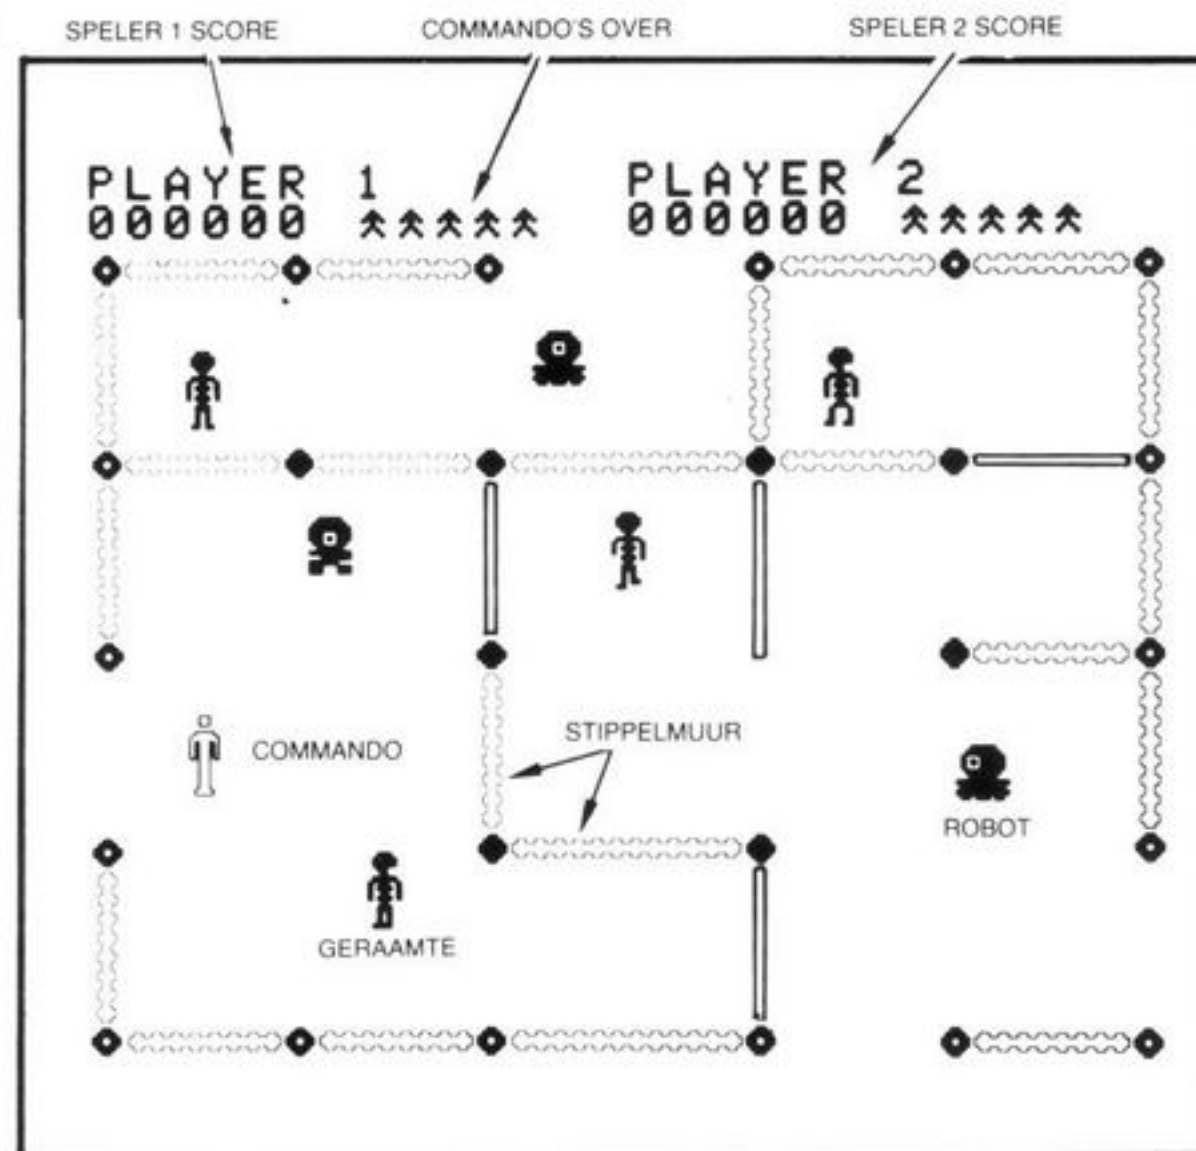 SPELER 1 SCORE
COMMANDO'S OVER
SPELER 2 SCORE
PLAYER 1
000000
PLAYER 2
000000
COMMANDO
STIPPELMUUR
ROBOT
GERAAMTE